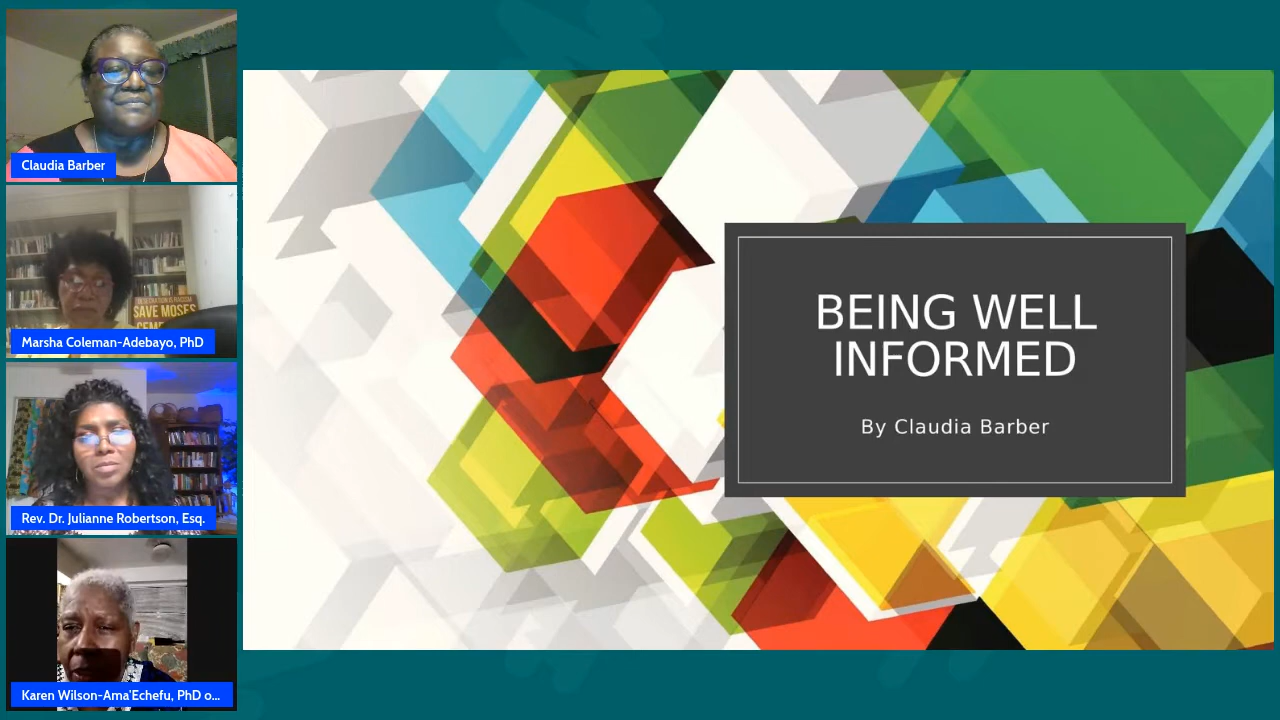 Claudia Barber
SAVE MOSES
Marsha Coleman-Adebayo, PhD
Rev. Dr. Julianne Robertson, Esq.
Karen Wilson-Ama'Echefu, PhD o...
BEING WELL
INFORMED
By Claudia Barber